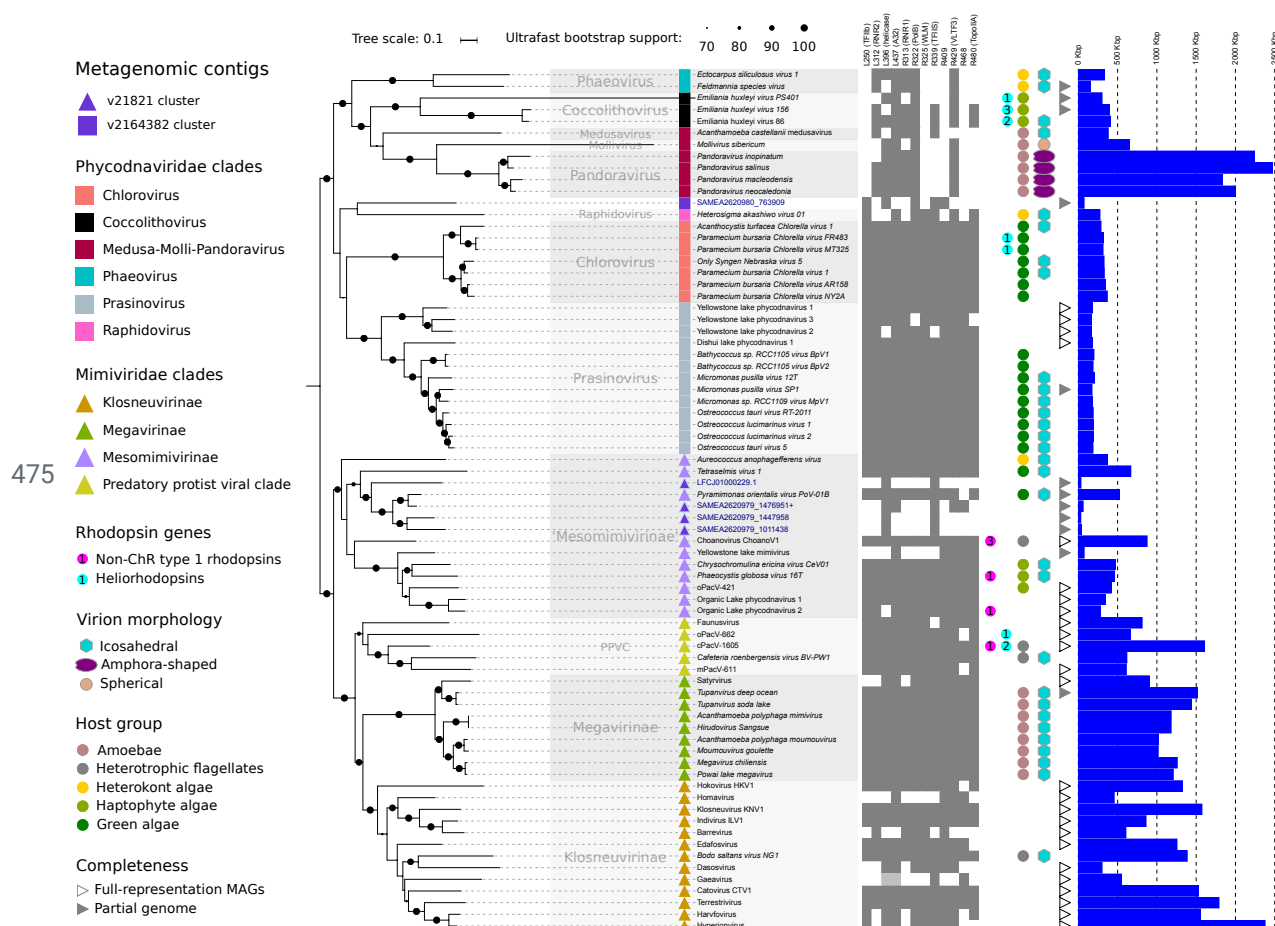 Tree scale: 0.1
Ultrafast bootstrap support:
70 80 90 100
L250 (TFIIb)
L312 (RNR2)
L396 (helicase)
L437 (A32)
R313 (RNR1)
R322 (PolB)
R325 (WLM)
R339 (TFIIS)
R409
R429 (VLTF3)
R468
R480 (TopoIIA)
0 Kbp
500 Kbp
1000 Kbp
1500 Kbp
2000 Kbp
Metagenomic contigs
v21821 cluster
v2164382 cluster
Phycodnaviridae clades
Chlorovirus
Coccolithovirus
Medusa-Molli-Pandoravirus
Phaeovirus
Prasinovirus
Raphidovirus
Mimiviridae clades
Klosneuvirinae
Megavirinae
Mesomimivirinae
Predatory protist viral clade
475
Rhodopsin genes
1 Non-ChR type 1 rhodopsins
1 Heliorhodopsins
Virion morphology
Icosahedral
Amphora-shaped
Spherical
Host group
Amoebae
Heterotrophic flagellates
Heterokont algae
Haptophyte algae
Green algae
Completeness
Full-representation MAGs
Partial genome
Phaeovirus
Coccolithovirus
Medusavirus
Mollivirus
Pandoravirus
Raphidovirus
Chlorovirus
Prasinovirus
Mesomimivirinae
PPVC
Megavirinae
Klosneuvirinae
Ectocarpus siliculosus virus 1
Feldmannia species virus
Emiliania huxleyi virus PS401 1
Emiliania huxleyi virus 156 3
Emiliania huxleyi virus 86 2
Acanthamoeba castellanii medusavirus
Mollivirus sibericum
Pandoravirus inopinatum
Pandoravirus salinus
Pandoravirus macleodensis
Pandoravirus neocaledonia
SAMEA2620980_763909
Heterosigma akashiwo virus 01
Acanthocystis turfacea Chlorella virus 1
Paramecium bursaria Chlorella virus FR483 1
Paramecium bursaria Chlorella virus MT325 1
Only Syngen Nebraska virus 5
Paramecium bursaria Chlorella virus 1
Paramecium bursaria Chlorella virus AR158
Paramecium bursaria Chlorella virus NY2A
Yellowstone lake phycodnavirus 1
Yellowstone lake phycodnavirus 3
Yellowstone lake phycodnavirus 2
Dishui lake phycodnavirus 1
Bathycoccus sp. RCC1105 virus BpV1
Bathycoccus sp. RCC1105 virus BpV2
Micromonas pusilla virus 12T
Micromonas pusilla virus SP1
Micromonas sp. RCC1109 virus MpV1
Ostreococcus tauri virus RT-2011
Ostreococcus lucimarinus virus 1
Ostreococcus lucimarinus virus 2
Ostreococcus tauri virus 5
Aureococcus anophagefferens virus
Tetraselmis virus 1
LFCJ01000229.1
Pyramimonas orientalis virus PoV-01B
SAMEA2620979_1476951+
SAMEA2620979_1447958
SAMEA2620979_1011438
Choanovirus ChoanoV1 3
Yellowstone lake mimivirus
Chrysochromulina ericina virus CeV01
Phaeocystis globosa virus 16T 1
oPacV-421
Organic Lake phycodnavirus 1
Organic Lake phycodnavirus 2 1
Faunusvirus
oPacV-662 1
cPacV-1605 1 2
Cafeteria roenbergensis virus BV-PW1
mPacV-611
Satyrvirus
Tupanvirus deep ocean
Tupanvirus soda lake
Acanthamoeba polyphaga mimivirus
Hirudovirus Sangsue
Acanthamoeba polyphaga moumouvirus
Moumouvirus goulette
Megavirus chiliensis
Powai lake megavirus
Hokovirus HKV1
Homavirus
Klosneuvirus KNV1
Indivirus ILV1
Barrevirus
Edafosvirus
Bodo saltans virus NG1
Dasosvirus
Gaeavirus
Catovirus CTV1
Terrestrivirus
Harvfovirus